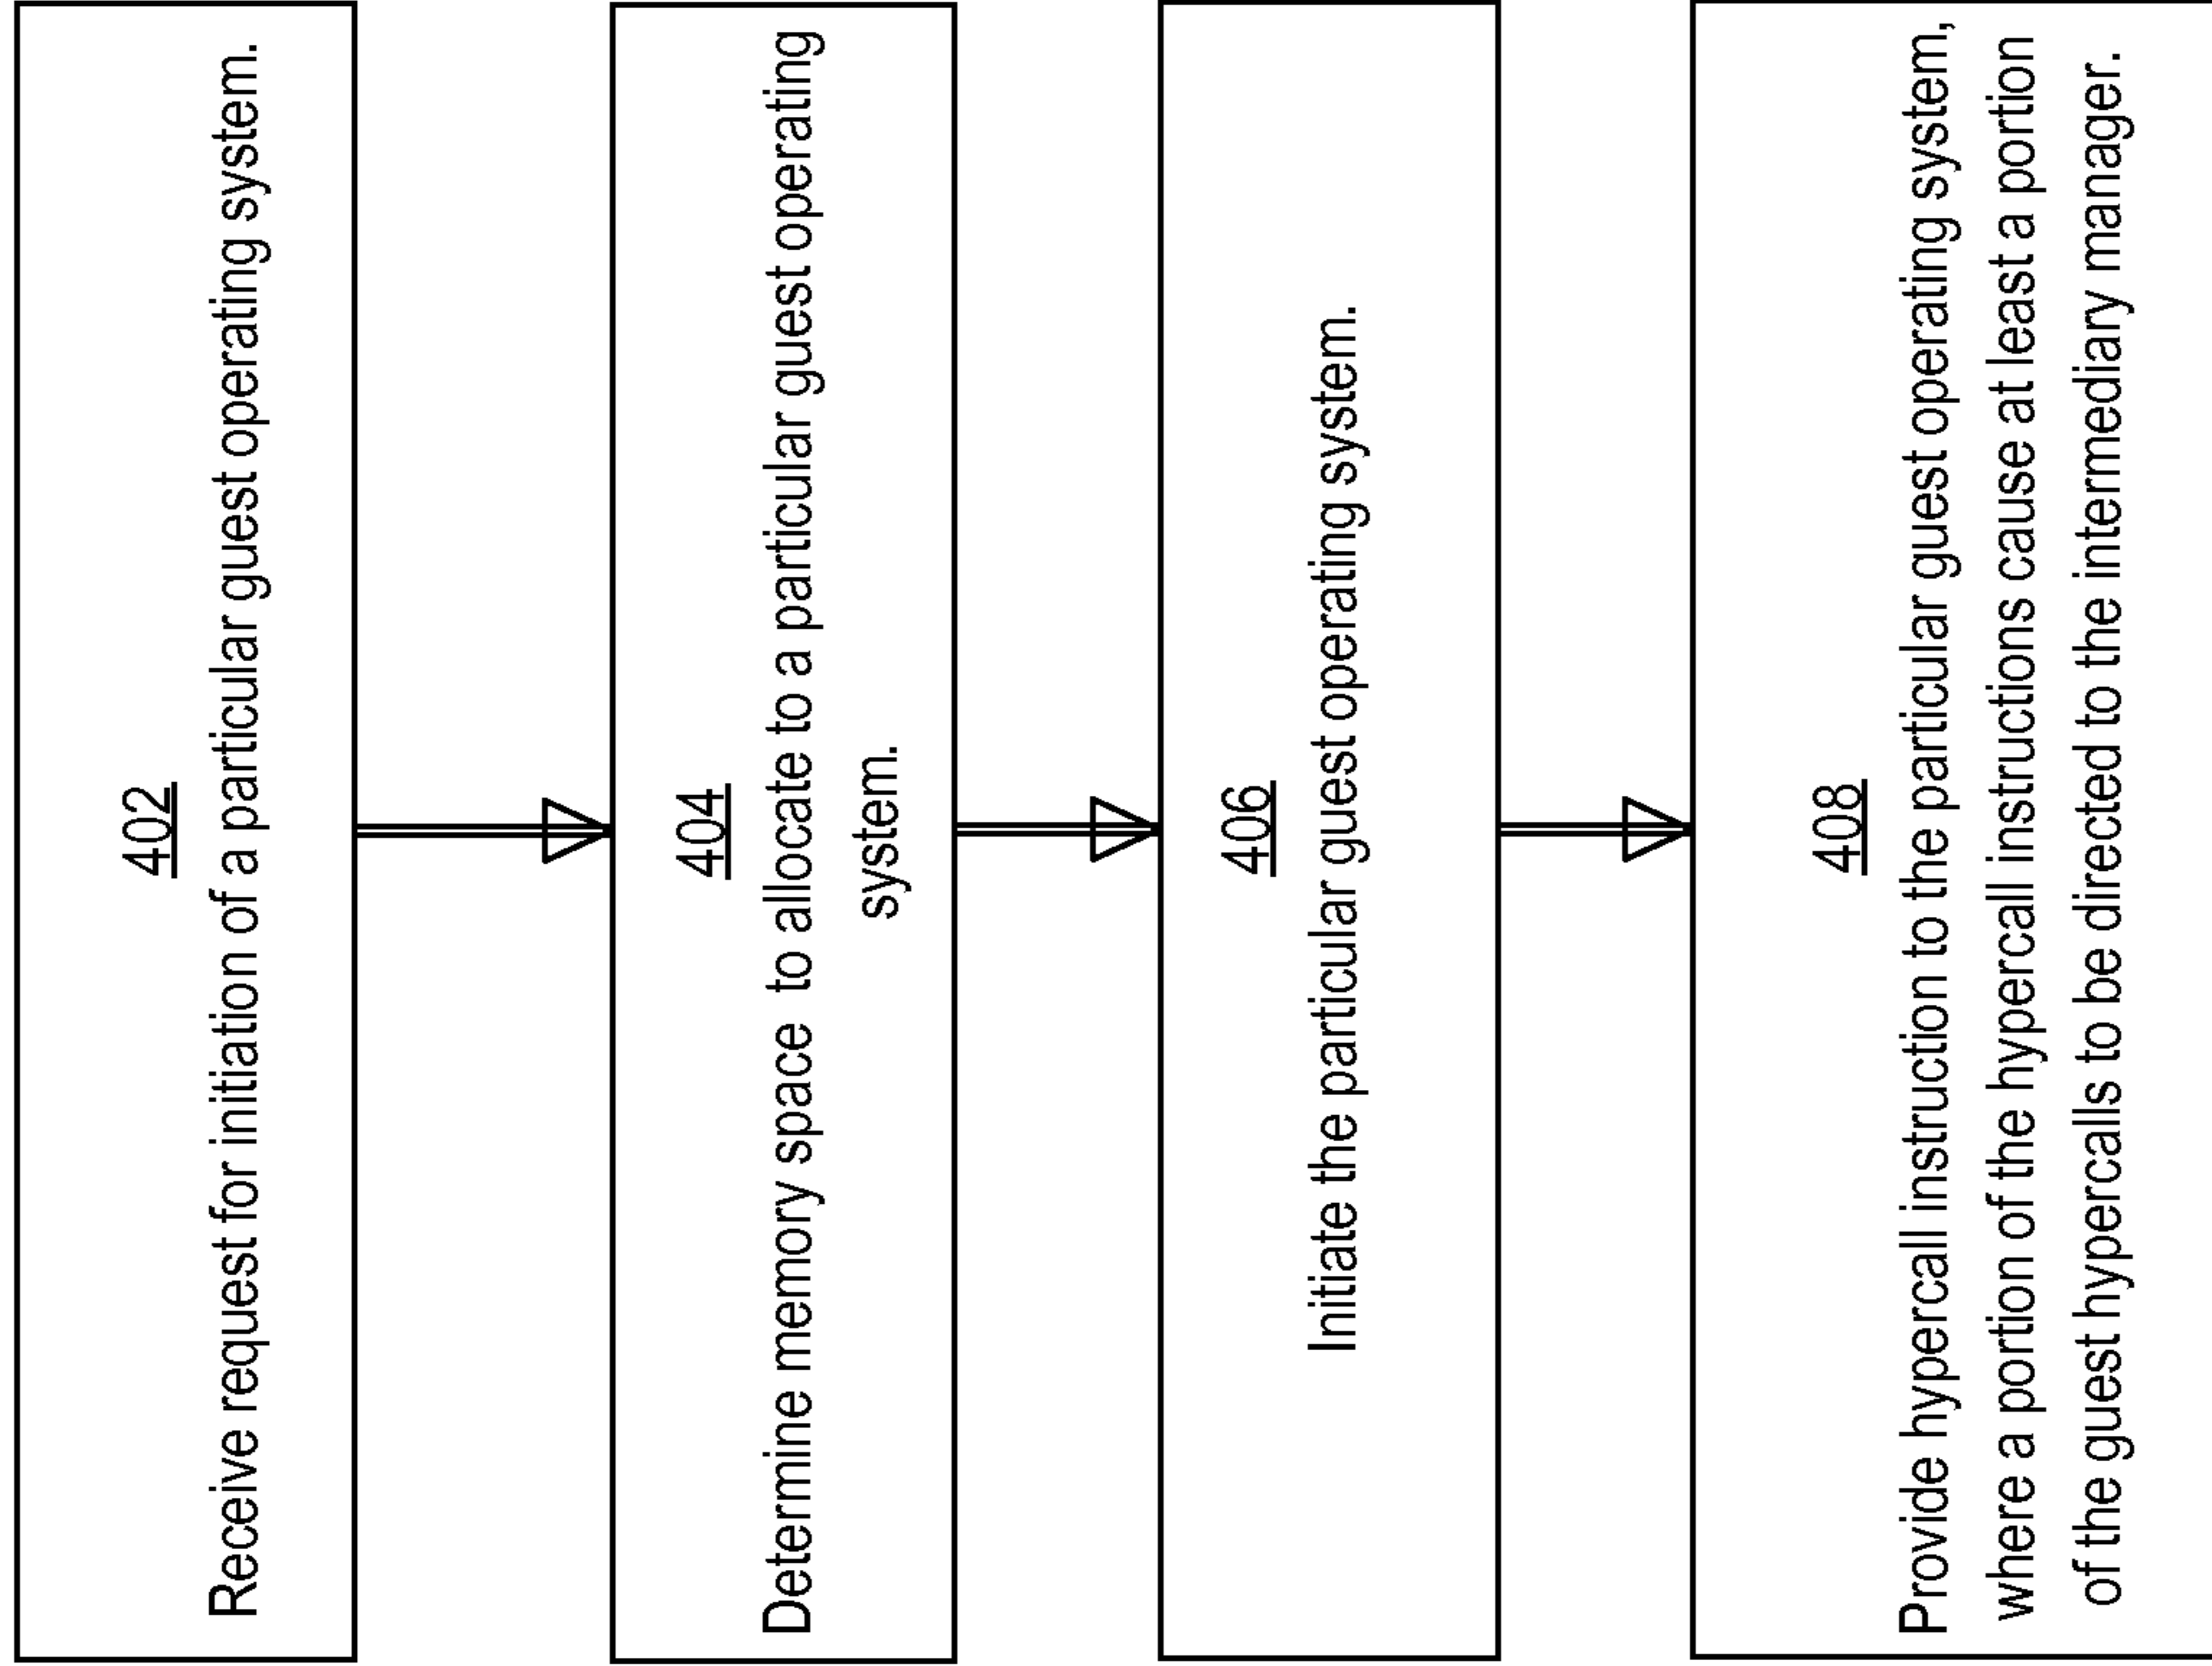 402
Receive request for initiation of a particular guest operating system.
404
Determine memory space to allocate to a particular guest operating
system.
406
Initiate the particular guest operating system.
408
Provide hypercall instruction to the particular guest operating system,
where a portion of the hypercall instructions cause at least a portion
of the guest hypercalls to be directed to the intermediary manager.